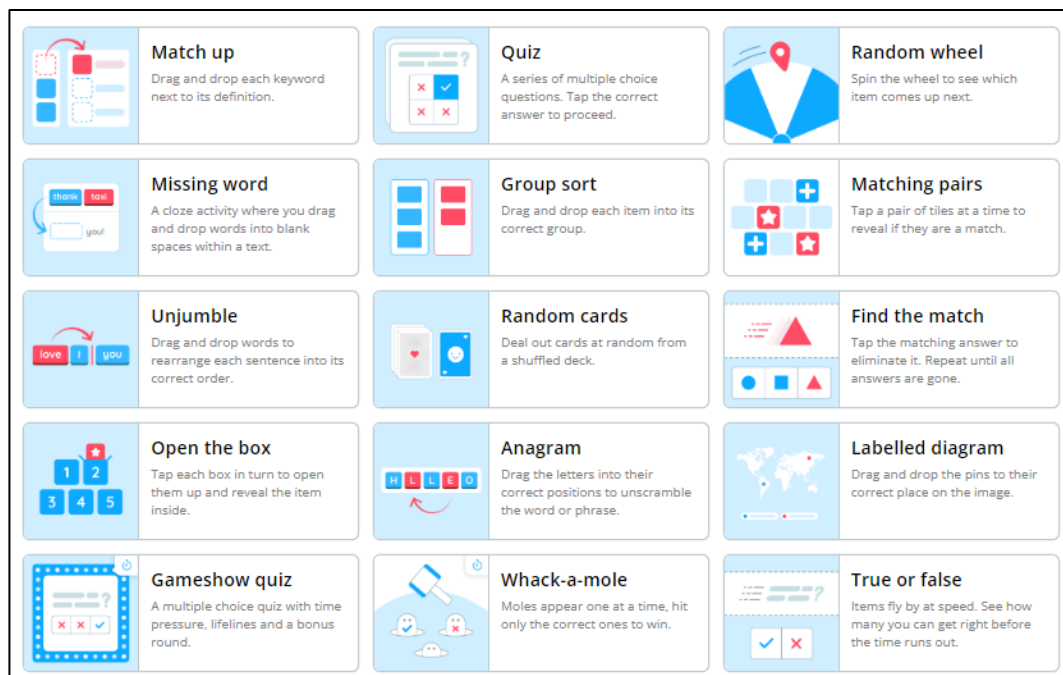 Match up
Drag and drop each keyword
next to its definition.
Quiz
A series of multiple choice
questions. Tap the correct
answer to proceed.
Random wheel
Spin the wheel to see which
item comes up next.
thank taxi
you!
Missing word
A cloze activity where you drag
and drop words into blank
spaces within a text.
Group sort
Drag and drop each item into its
correct group.
Matching pairs
Tap a pair of tiles at a time to
reveal if they are a match.
love I you
Unjumble
Drag and drop words to
rearrange each sentence into its
correct order.
Random cards
Deal out cards at random from
a shuffled deck.
Find the match
Tap the matching answer to
eliminate it. Repeat until all
answers are gone.
1 2
3 4 5
Open the box
Tap each box in turn to open
them up and reveal the item
inside.
H L L E O
Anagram
Drag the letters into their
correct positions to unscramble
the word or phrase.
Labelled diagram
Drag and drop the pins to their
correct place on the image.
?
Gameshow quiz
A multiple choice quiz with time
pressure, lifelines and a bonus
round.
Whack-a-mole
Moles appear one at a time, hit
only the correct ones to win.
?
True or false
Items fly by at speed. See how
many you can get right before
the time runs out.